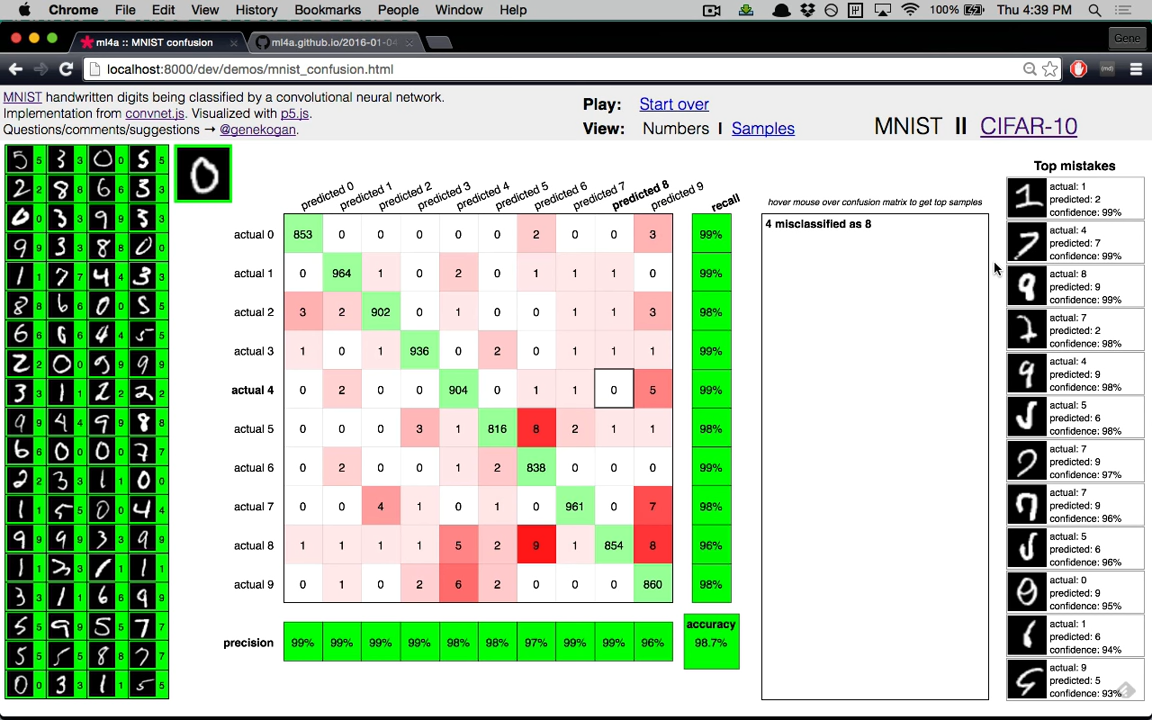 Chrome File Edit View History Bookmarks People Window Help 100% Thu 4:39 PM
ml4a :: MNIST confusion
ml4a.github.io/2016-01-04
Gene
localhost:8000/dev/demos/mnist_confusion.html
MNIST handwritten digits being classified by a convolutional neural network.
Implementation from convnet.js. Visualized with p5.js.
Questions/comments/suggestions → @genekogan.
Play: Start over
View: Numbers | Samples
MNIST || CIFAR-10
predicted 0 predicted 1 predicted 2 predicted 3 predicted 4 predicted 5 predicted 6 predicted 7 predicted 8 predicted 9 recall
actual 0 853 0 0 0 0 0 2 0 0 3 99%
actual 1 0 964 1 0 2 0 1 1 1 0 99%
actual 2 3 2 902 0 1 0 0 1 1 3 98%
actual 3 1 0 1 936 0 2 0 1 1 1 99%
actual 4 0 2 0 0 904 0 1 1 0 5 99%
actual 5 0 0 0 3 1 816 8 2 1 1 98%
actual 6 0 2 0 0 1 2 838 0 0 0 99%
actual 7 0 0 4 1 0 1 0 961 0 7 98%
actual 8 1 1 1 1 5 2 9 1 854 8 96%
actual 9 0 1 0 2 6 2 0 0 0 860 98%
precision 99% 99% 99% 99% 98% 98% 97% 99% 99% 96%
accuracy
98.7%
hover mouse over confusion matrix to get top samples
4 misclassified as 8
Top mistakes
actual: 1
predicted: 2
confidence: 99%
actual: 4
predicted: 7
confidence: 99%
actual: 8
predicted: 9
confidence: 99%
actual: 7
predicted: 2
confidence: 98%
actual: 4
predicted: 9
confidence: 98%
actual: 5
predicted: 6
confidence: 98%
actual: 7
predicted: 9
confidence: 97%
actual: 7
predicted: 9
confidence: 96%
actual: 5
predicted: 6
confidence: 96%
actual: 0
predicted: 9
confidence: 95%
actual: 1
predicted: 6
confidence: 94%
actual: 9
predicted: 5
confidence: 93%